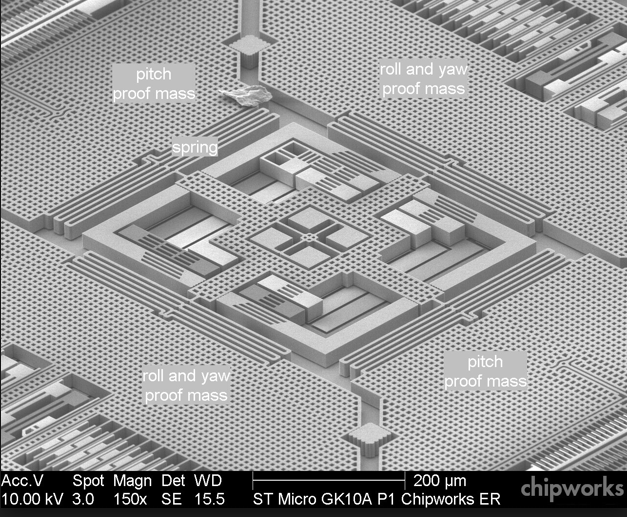 pitch
proof mass
roll and yaw
proof mass
spring
roll and yaw
proof mass
pitch
proof mass
Acc.V Spot Magn Det WD 200 µm
10.00 kV 3.0 150x SE 15.5 ST Micro GK10A P1 Chipworks ER
chipworks